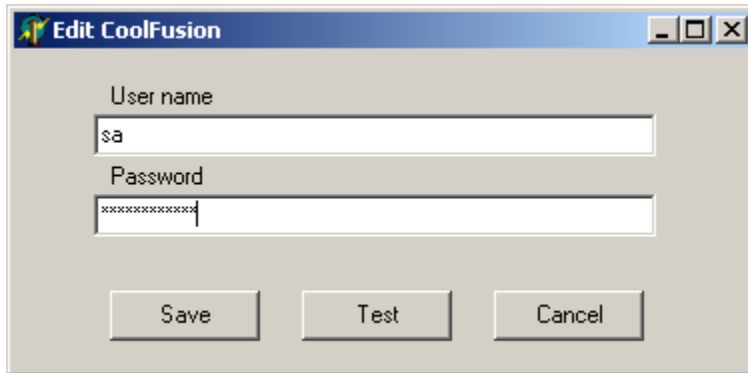 Edit CoolFusion
User name
sa
Password
************
Save Test Cancel